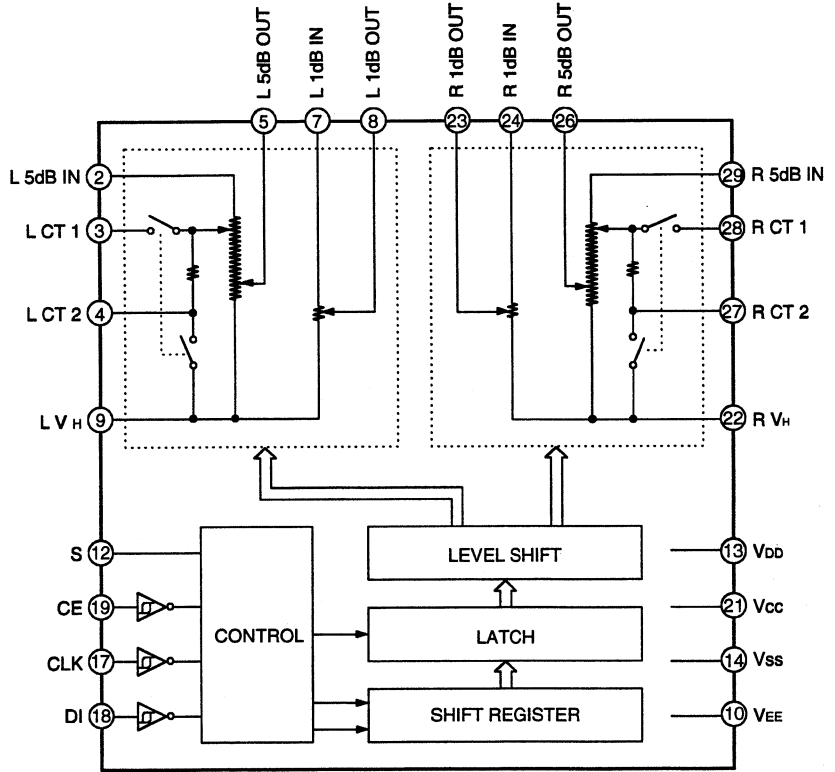 L 5dB OUT
L 1dB IN
L 1dB OUT
R 1dB OUT
R 1dB IN
R 5dB OUT
5
7
8
23
24
26
L 5dB IN 2
29 R 5dB IN
L CT 1 3
28 R CT 1
L CT 2 4
27 R CT 2
L VH 9
22 R VH
S 12
LEVEL SHIFT
13 VDD
CE 19
CONTROL
LATCH
21 VCC
CLK 17
14 VSS
DI 18
SHIFT REGISTER
10 VEE